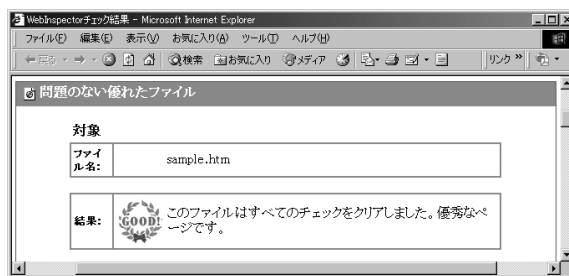 WebInspectorチェック結果 - Microsoft Internet Explorer
ファイル(F) 編集(E) 表示(V) お気に入り(A) ツール(T) ヘルプ(H)
戻る 検索 お気に入り メディア リンク »
問題のない優れたファイル
対象
ファイ
ル名:
sample.htm
結果:
GOOD!
このファイルはすべてのチェックをクリアしました。優秀なペ
ージです。